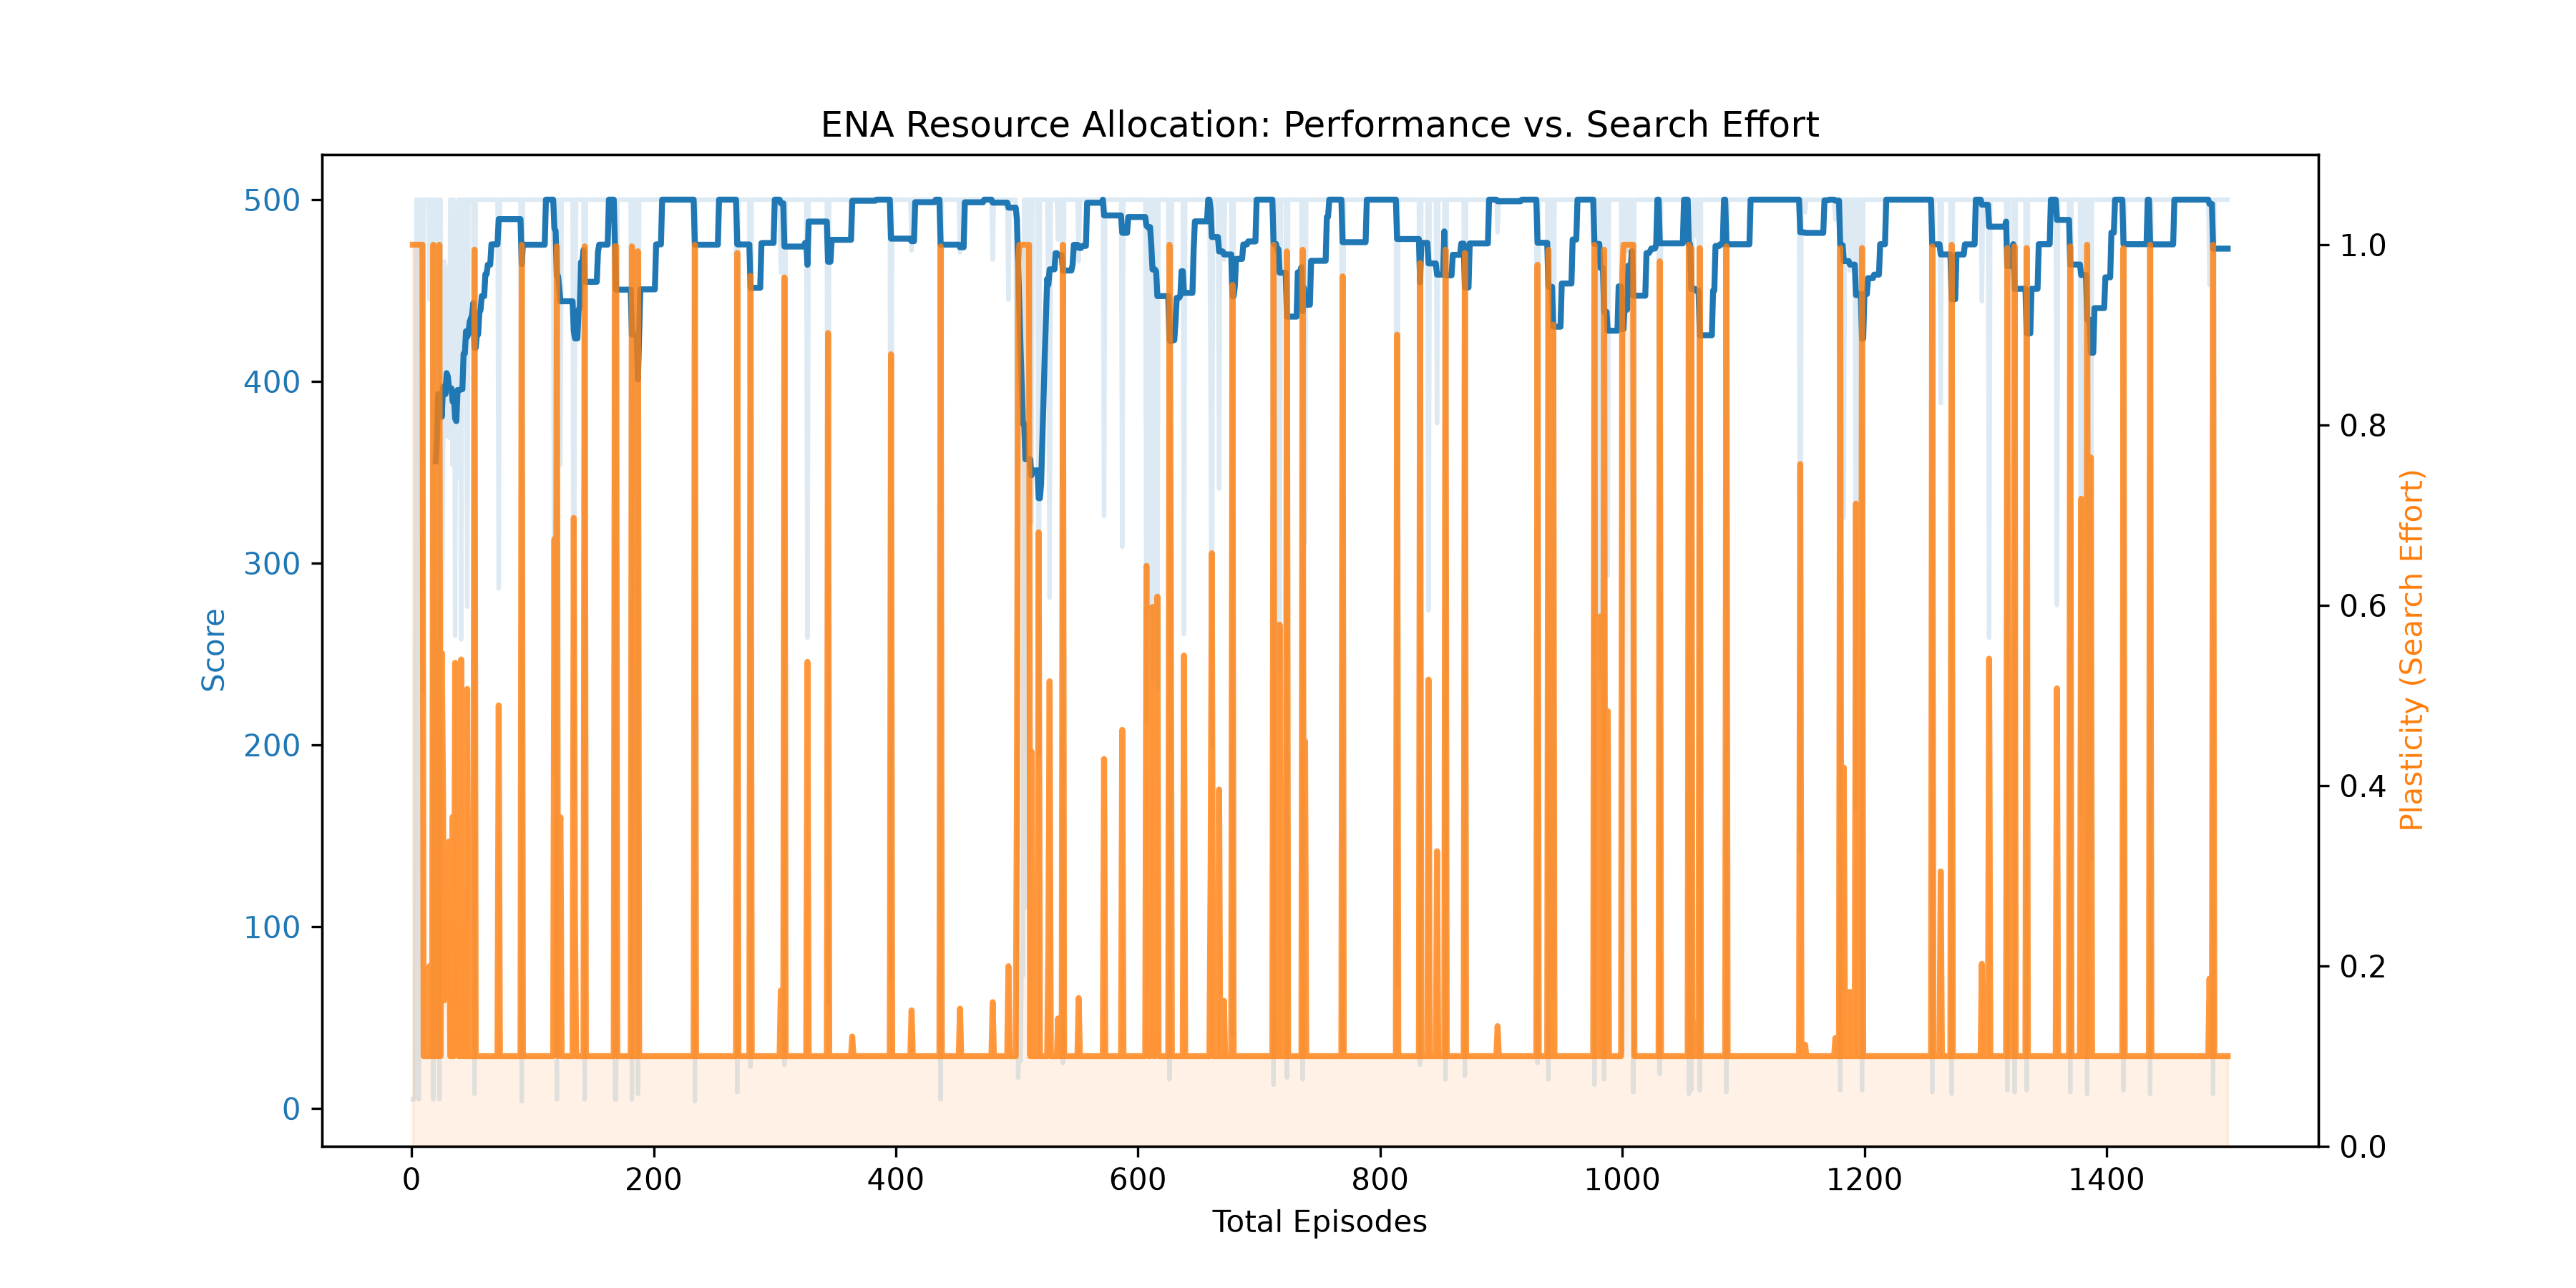 ENA Resource Allocation: Performance vs. Search Effort
500
400
300
200
100
0
Score
1.0
0.8
0.6
0.4
0.2
0.0
Plasticity (Search Effort)
0 200 400 600 800 1000 1200 1400
Total Episodes